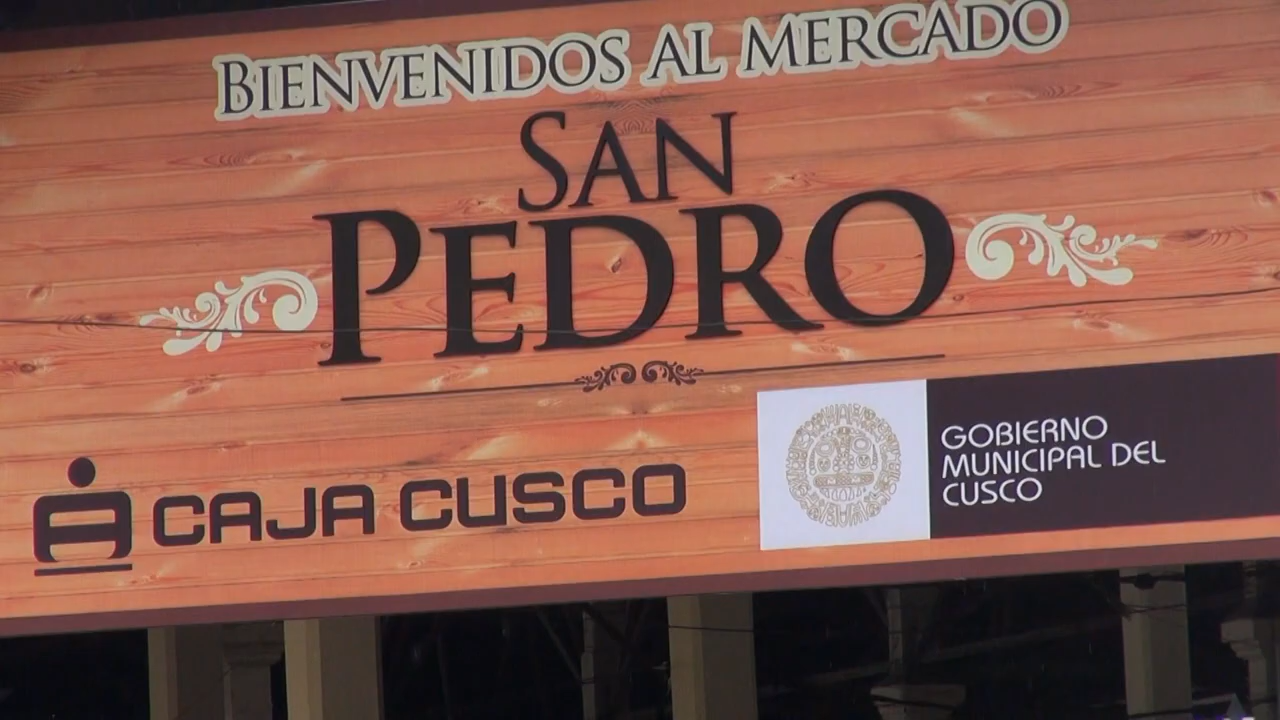 BIENVENIDOS AL MERCADO
SAN
PEDRO
CAJA CUSCO
GOBIERNO
MUNICIPAL DEL
CUSCO